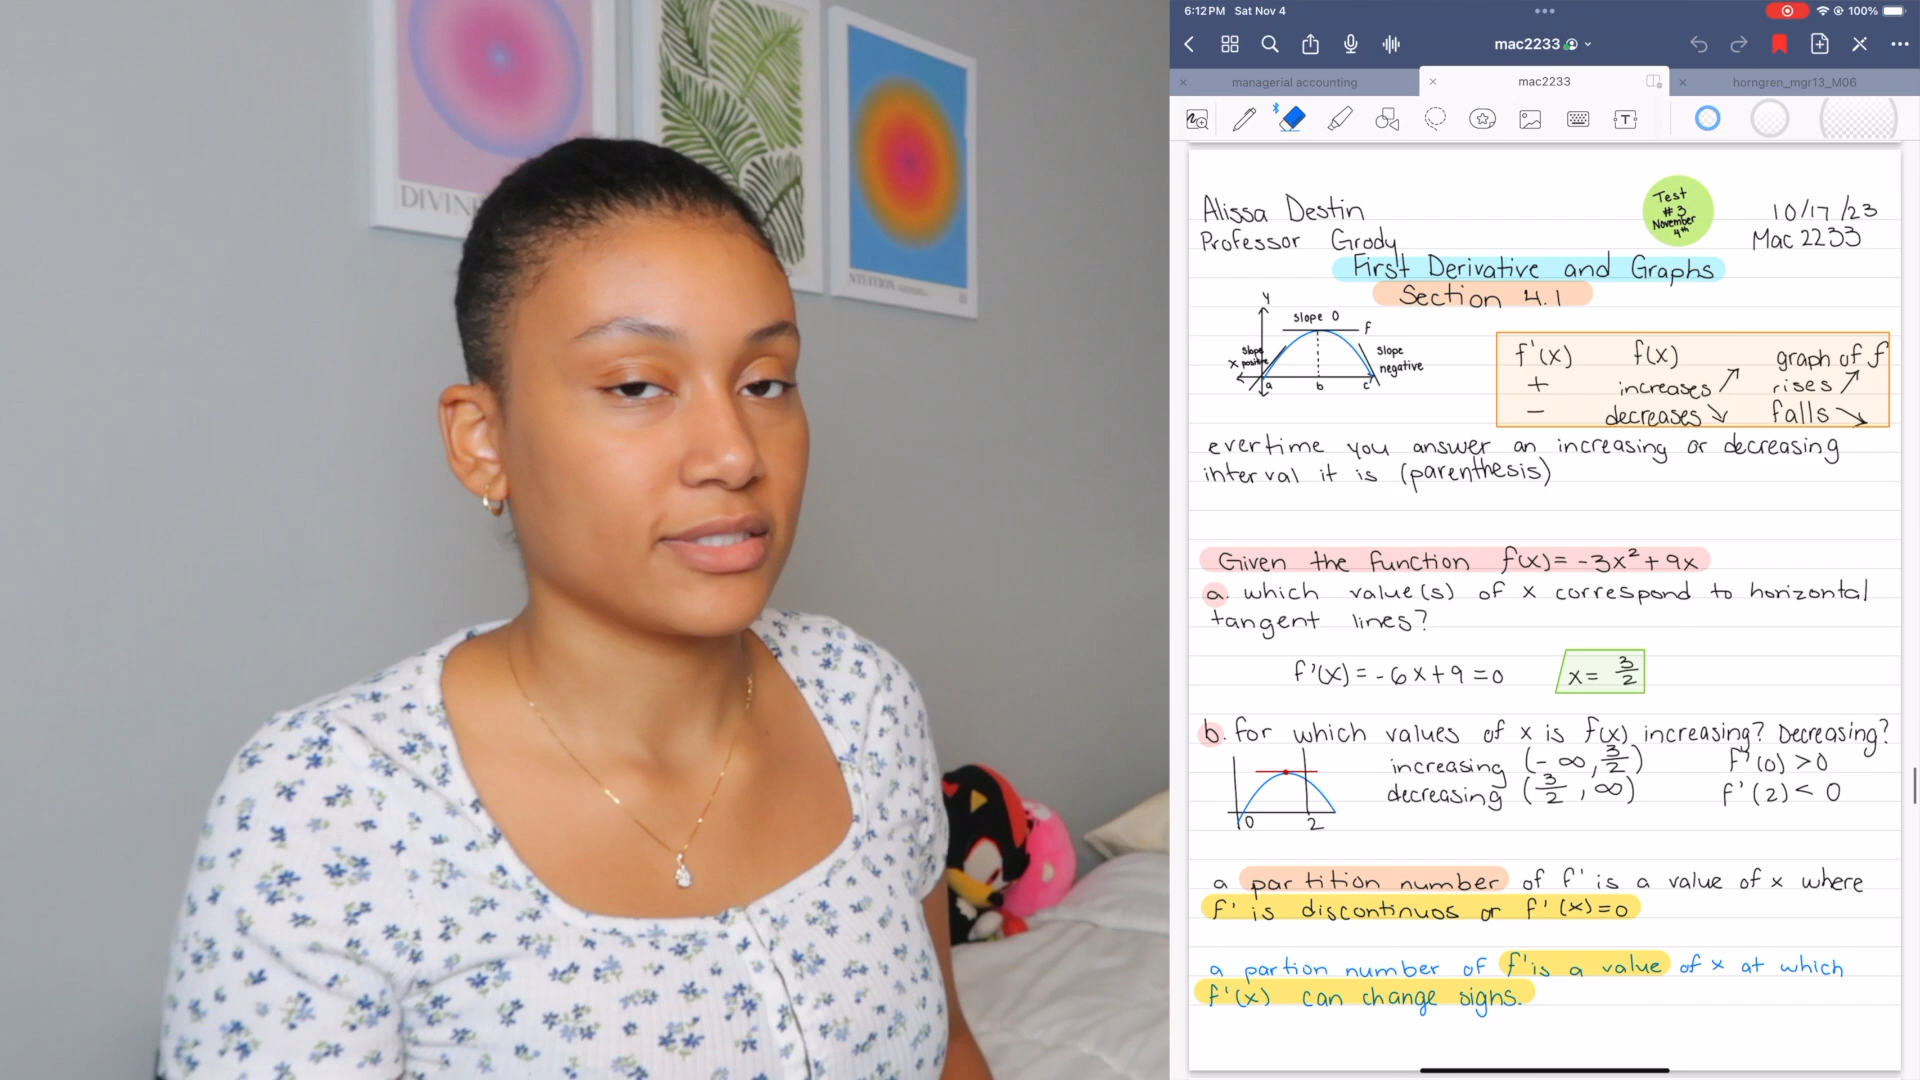 DIVIN
NTUITION
6:12 PM Sat Nov 4
100%
mac2233
managerial accounting
mac2233
horngren_mgr13_M06
Alissa Destin
Test
#3
November
4th
10/17/23
Professor Grody
Mac 2233
First Derivative and Graphs
Section 4.1
y
slope 0
f
slope
positive
x
slope
negative
a
b
c
f'(x) f(x) graph of f
+ increases ↗ rises ↗
− decreases ↘ falls ↘
evertime you answer an increasing or decreasing
interval it is (parenthesis)
Given the function f(x)= -3x²+9x
a. which value(s) of x correspond to horizontal
tangent lines?
f'(x) = -6x+9 =0
x= 3/2
b. for which values of x is f(x) increasing? Decreasing?
increasing (-∞, 3/2) f'(0) >0
decreasing (3/2, ∞) f'(2) < 0
0
2
a partition number of f' is a value of x where
f' is discontinuos or f'(x)=0
a partion number of f' is a value of x at which
f'(x) can change signs.